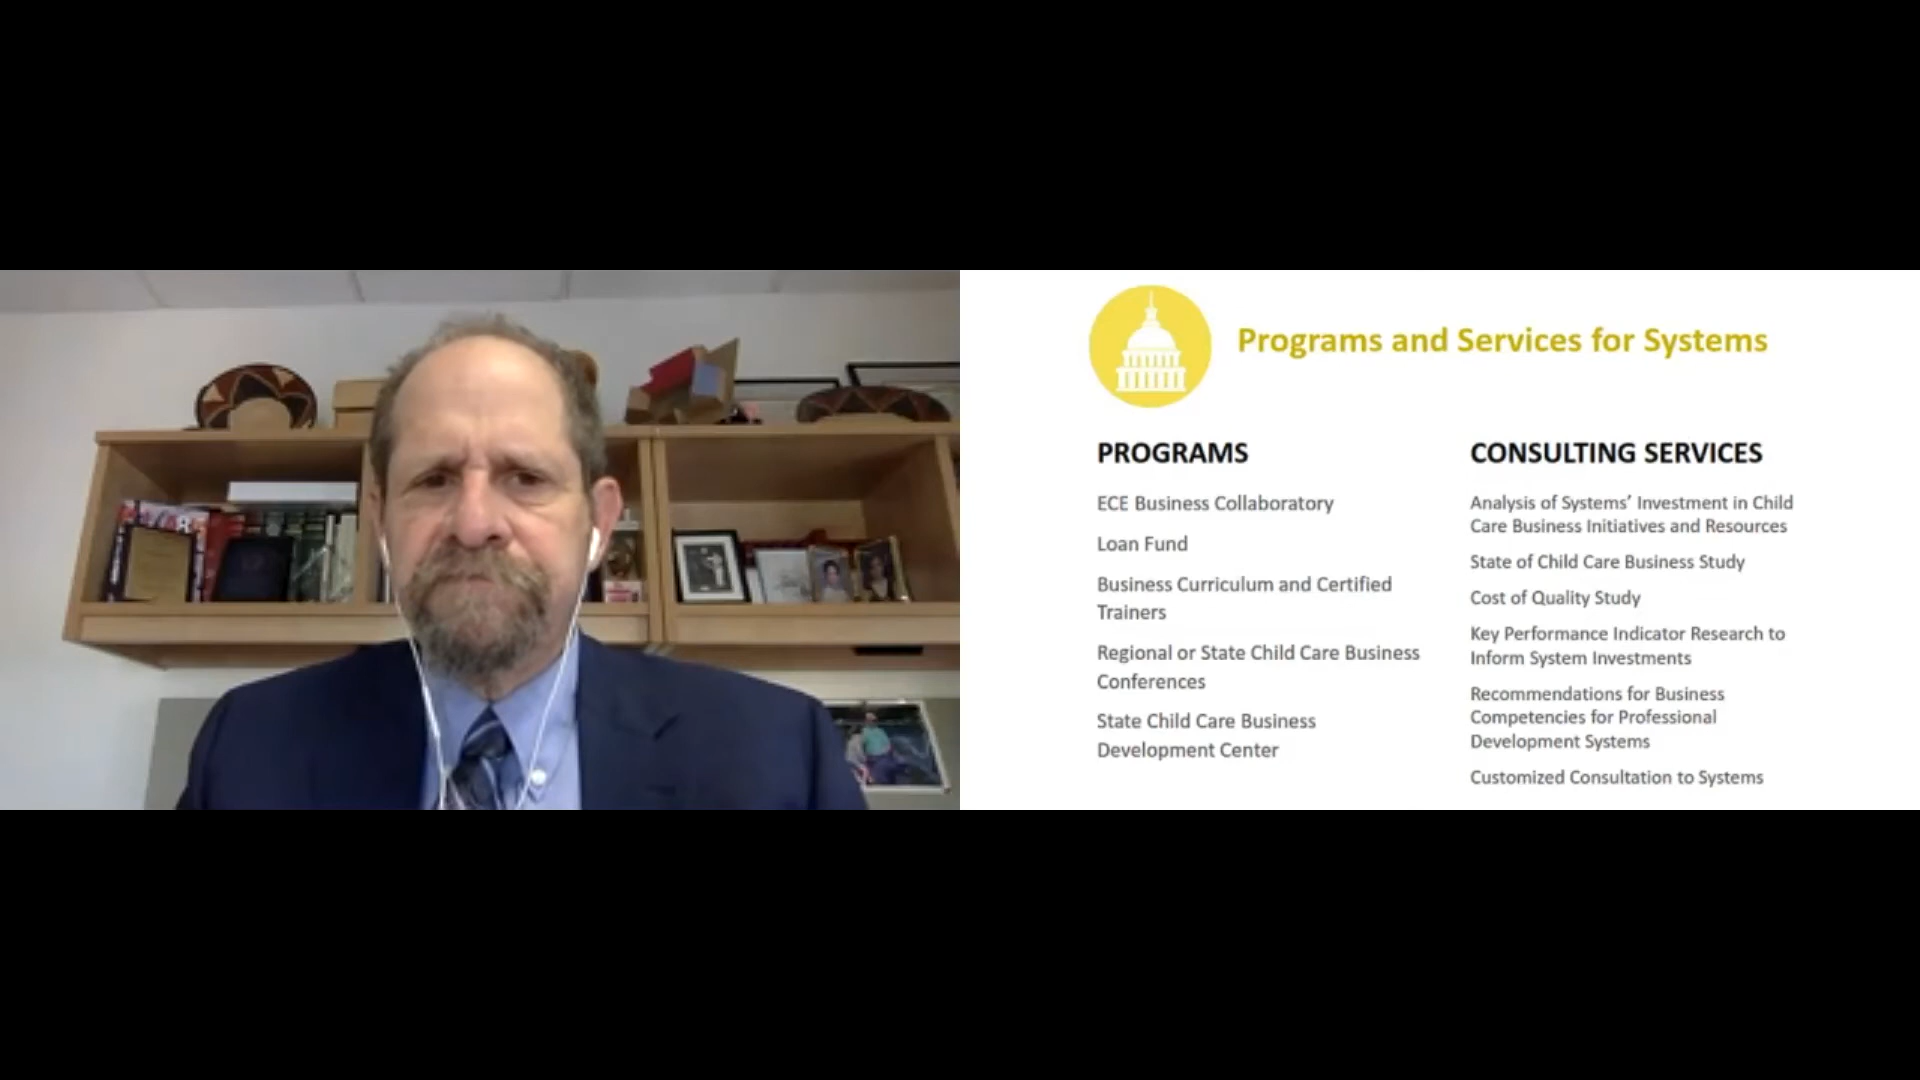 Programs and Services for Systems
PROGRAMS
ECE Business Collaboratory
Loan Fund
Business Curriculum and Certified
Trainers
Regional or State Child Care Business
Conferences
State Child Care Business
Development Center
CONSULTING SERVICES
Analysis of Systems’ Investment in Child
Care Business Initiatives and Resources
State of Child Care Business Study
Cost of Quality Study
Key Performance Indicator Research to
Inform System Investments
Recommendations for Business
Competencies for Professional
Development Systems
Customized Consultation to Systems